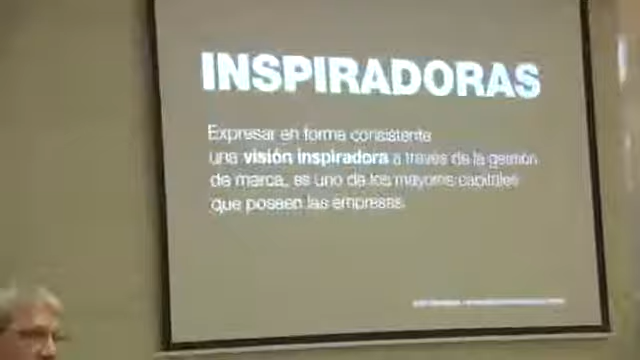 INSPIRADORAS
Expresar en forma consistente
una visión inspiradora a través de la gestión
de marca, es uno de los mayores capitales
que poseen las empresas.